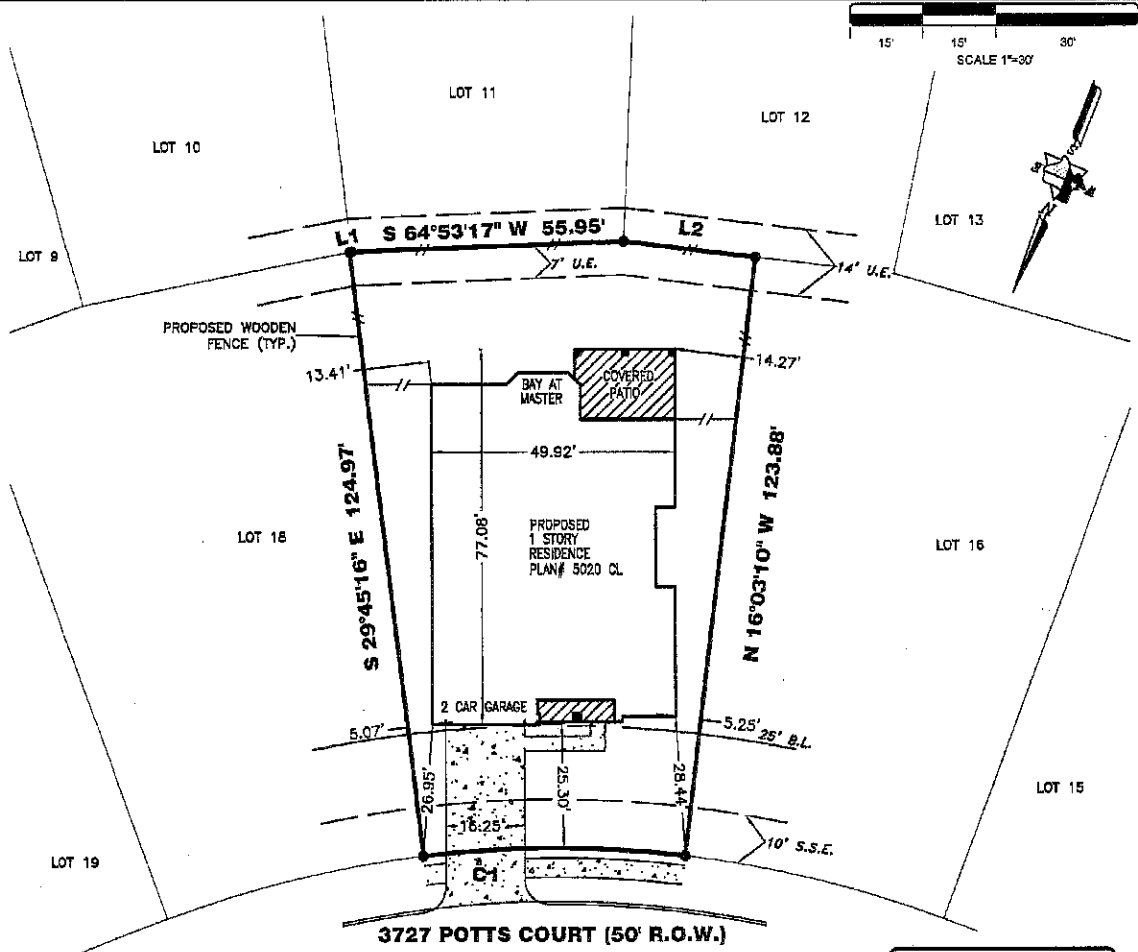 15' 15' 30'
SCALE 1"=30'
LOT 11
LOT 12
LOT 10
LOT 13
LOT 9
L1 S 64°53'17" W 55.95' L2
7' U.E.
14' U.E.
PROPOSED WOODEN
FENCE (TYP.)
13.41'
14.27'
BAY AT
MASTER
COVERED
PATIO
49.92'
77.08'
S 29°45'16" E 124.97'
N 16°03'10" W 123.88'
LOT 18
LOT 16
PROPOSED
1 STORY
RESIDENCE
PLAN# 5020 CL
2 CAR GARAGE
5.07'
5.25'
25' B.L.
26.95'
25.30'
28.44'
16.25'
LOT 15
10' S.S.E.
LOT 19
C1
3727 POTTS COURT (50' R.O.W.)